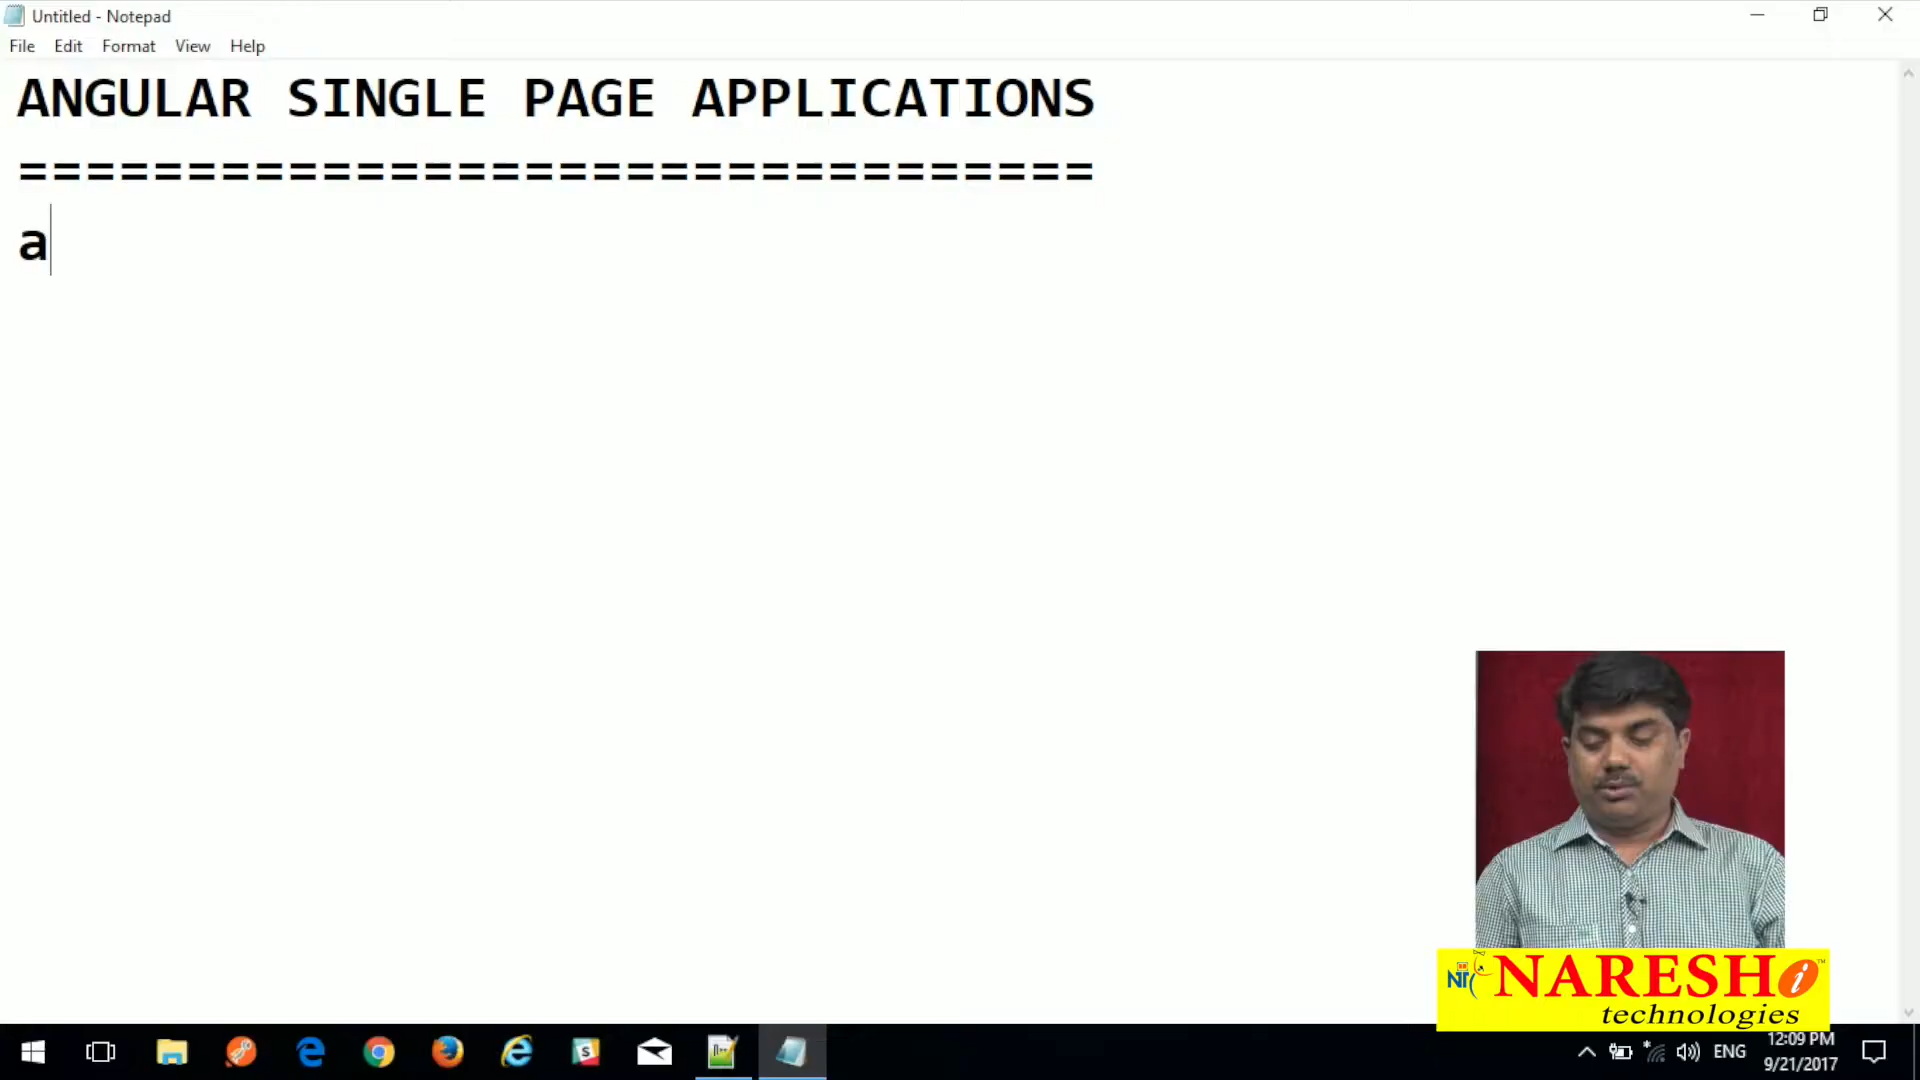 Untitled - Notepad
File Edit Format View Help
ANGULAR SINGLE PAGE APPLICATIONS
================================
a
NARESH i ™
technologies
ENG
12:09 PM
9/21/2017